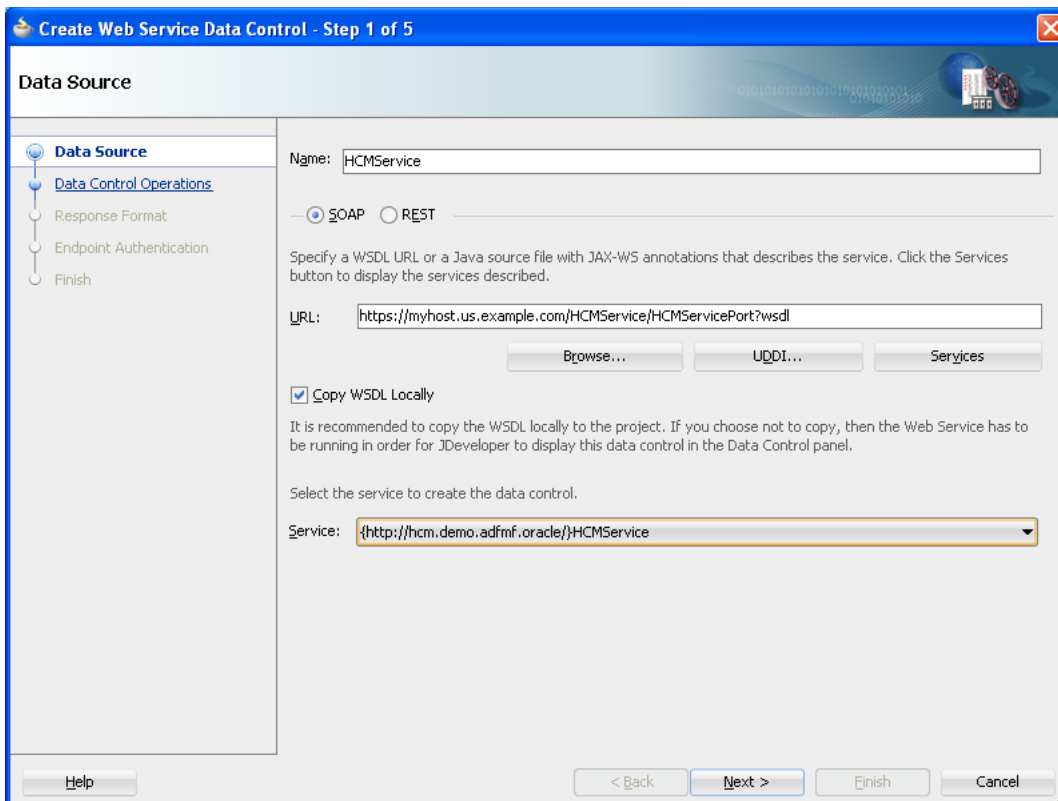 Create Web Service Data Control - Step 1 of 5
Data Source
010101010101010101010101010101
01010101010
Data Source
Data Control Operations
Response Format
Endpoint Authentication
Finish
Name: HCMService
SOAP REST
Specify a WSDL URL or a Java source file with JAX-WS annotations that describes the service. Click the Services
button to display the services described.
URL: https://myhost.us.example.com/HCMService/HCMServicePort?wsdl
Browse... UDDI... Services
Copy WSDL Locally
It is recommended to copy the WSDL locally to the project. If you choose not to copy, then the Web Service has to
be running in order for JDeveloper to display this data control in the Data Control panel.
Select the service to create the data control.
Service: {http://hcm.demo.adfmf.oracle/}HCMService
Help < Back Next > Finish Cancel